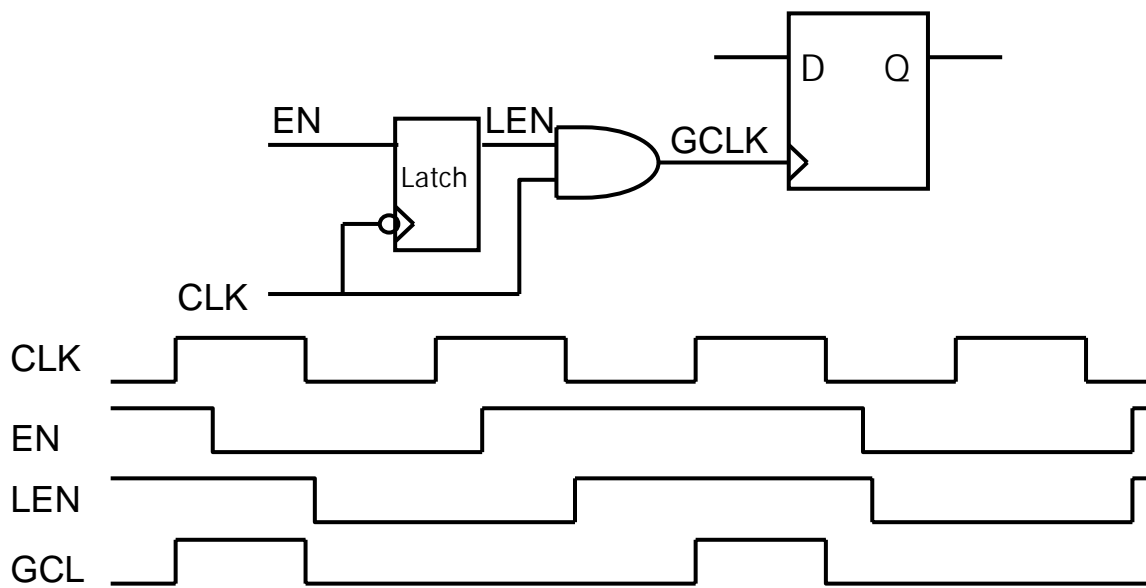 D Q
EN LEN
GCLK
Latch
CLK
CLK
EN
LEN
GCL